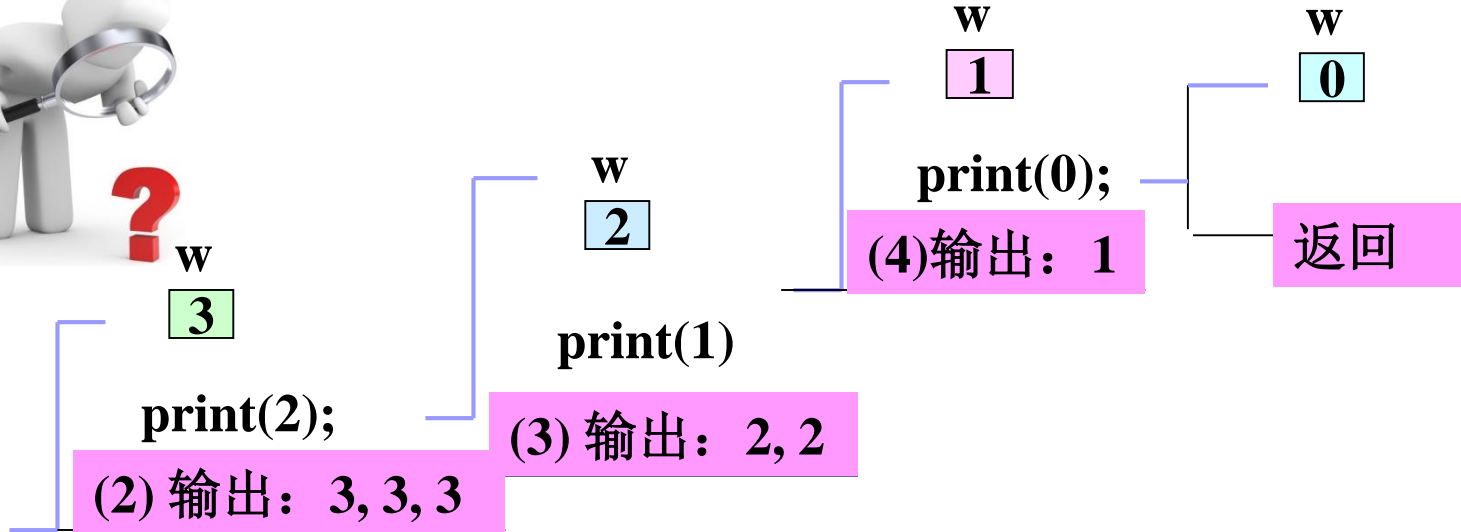 w
3
print(2);
(2) 输出：3, 3, 3
w
2
print(1)
(3) 输出：2, 2
w
1
print(0);
(4)输出：1
w
0
返回
?